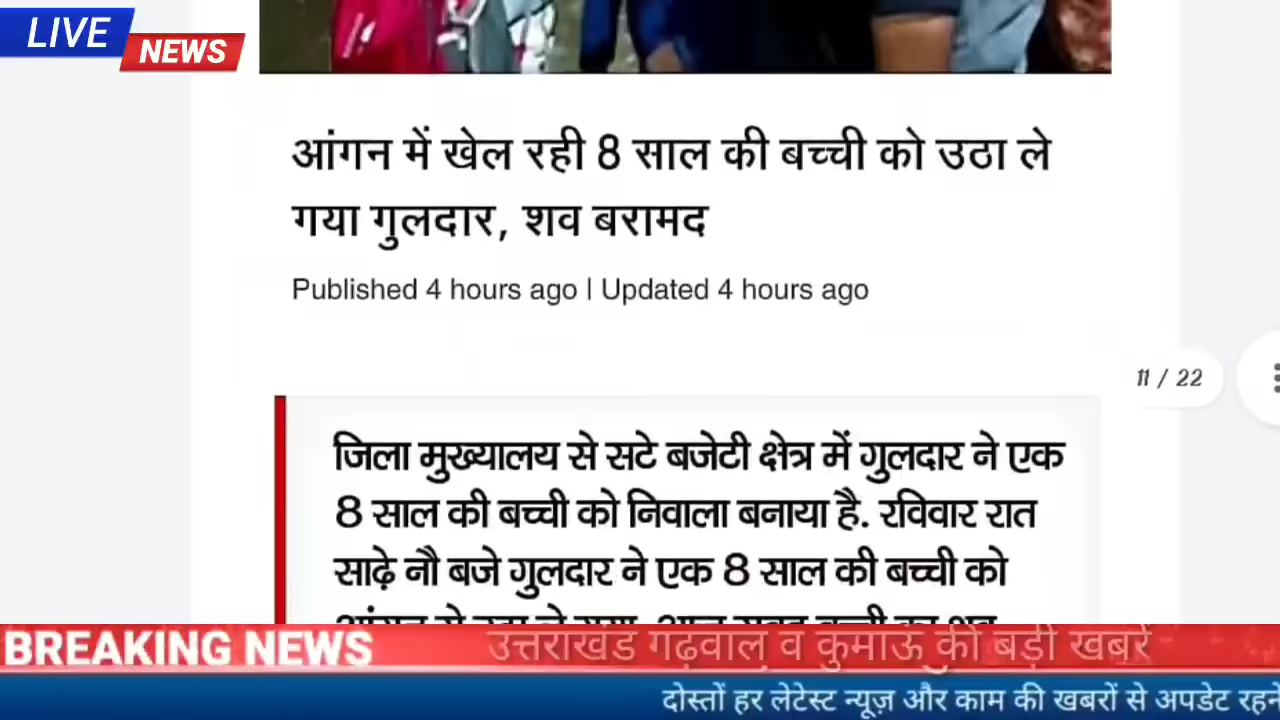 LIVE
NEWS
आंगन में खेल रही 8 साल की बच्ची को उठा ले
गया गुलदार, शव बरामद
Published 4 hours ago | Updated 4 hours ago
11 / 22
जिला मुख्यालय से सटे बजेटी क्षेत्र में गुलदार ने एक
8 साल की बच्ची को निवाला बनाया है. रविवार रात
साढ़े नौ बजे गुलदार ने एक 8 साल की बच्ची को
BREAKING NEWS
उत्तराखंड गढ़वाल व कुमाऊ की बड़ी खबरें
दोस्तों हर लेटेस्ट न्यूज़ और काम की खबरों से अपडेट रहने